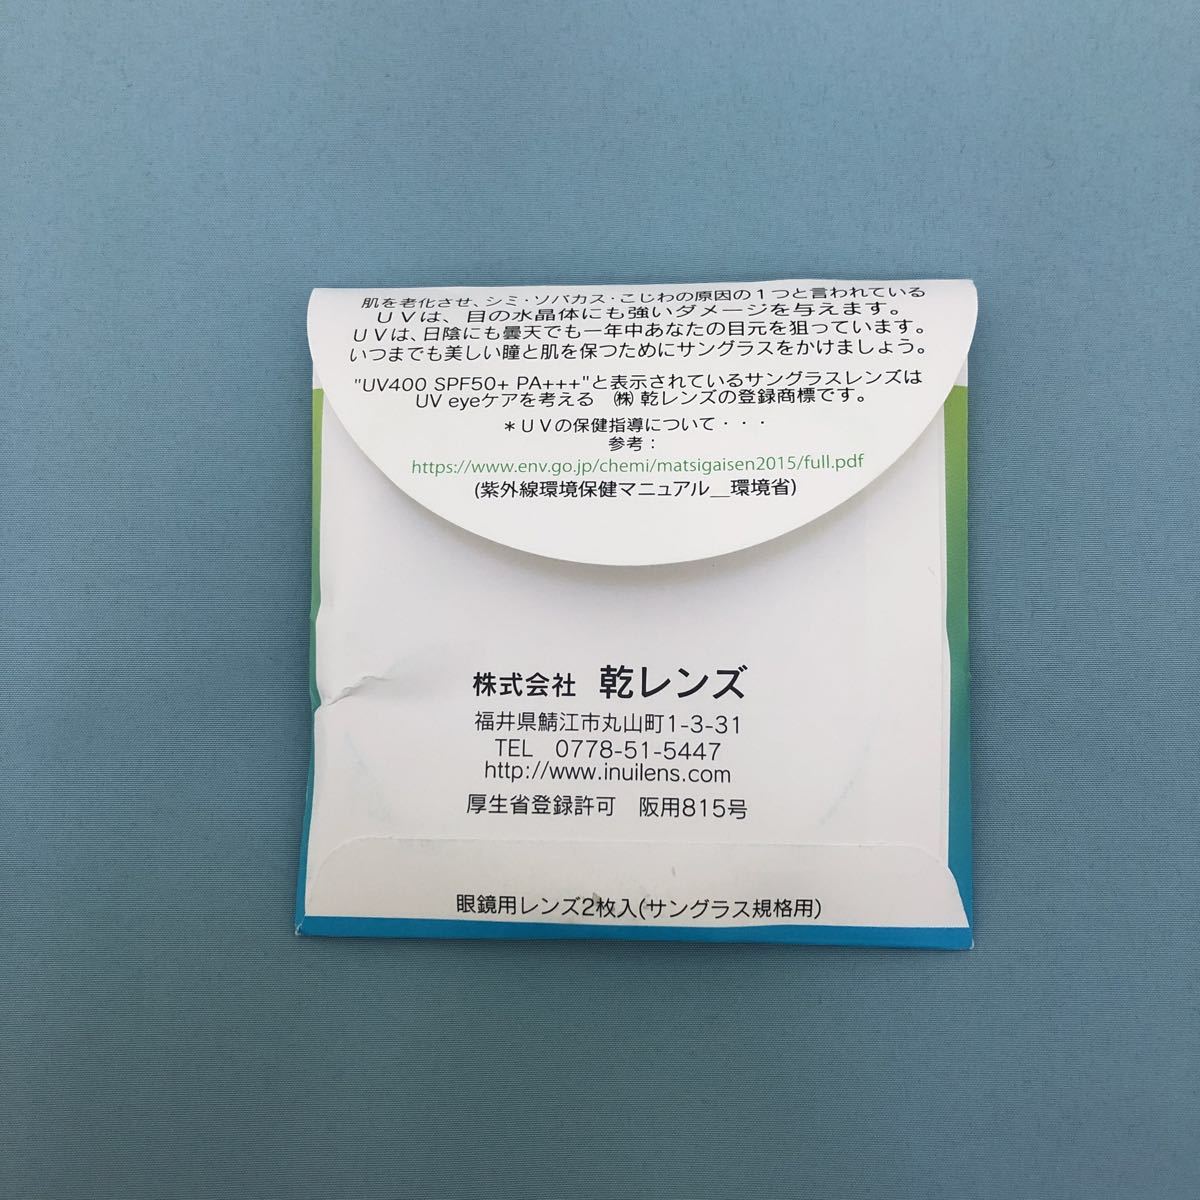 肌を老化させ、シミ・ソバカス・こじわの原因の１つと言われている
ＵＶは、目の水晶体にも強いダメージを与えます。
ＵＶは、日陰にも曇天でも一年中あなたの目元を狙っています。
いつまでも美しい瞳と肌を保つためにサングラスをかけましょう。
"UV400 SPF50+ PA+++"と表示されているサングラスレンズは
UV eyeケアを考える　㈱ 乾レンズの登録商標です。
＊ＵＶの保健指導について・・・
参考：
https://www.env.go.jp/chemi/matsigaisen2015/full.pdf
(紫外線環境保健マニュアル＿環境省)
株式会社　乾レンズ
福井県鯖江市丸山町1-3-31
TEL　0778-51-5447
http://www.inuilens.com
厚生省登録許可　阪用815号
眼鏡用レンズ2枚入(サングラス規格用)